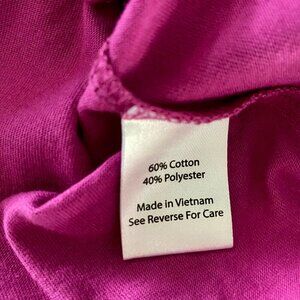 60% Cotton
40% Polyester
Made in Vietnam
See Reverse For Care